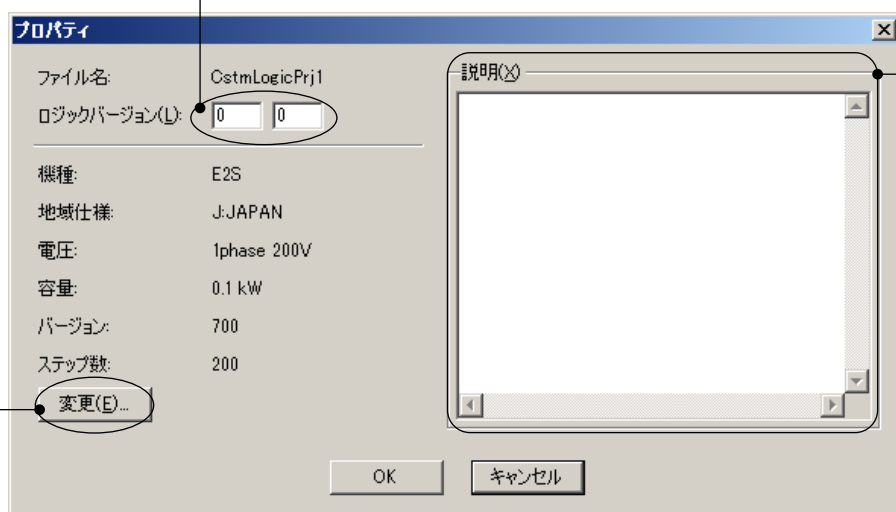 プロパティ
ファイル名: CstmLogicPrj1
ロジックバージョン(L): 0 0
機種: E2S
地域仕様: J:JAPAN
電圧: 1phase 200V
容量: 0.1 kW
バージョン: 700
ステップ数: 200
変更(E)...
説明(X)
OK キャンセル